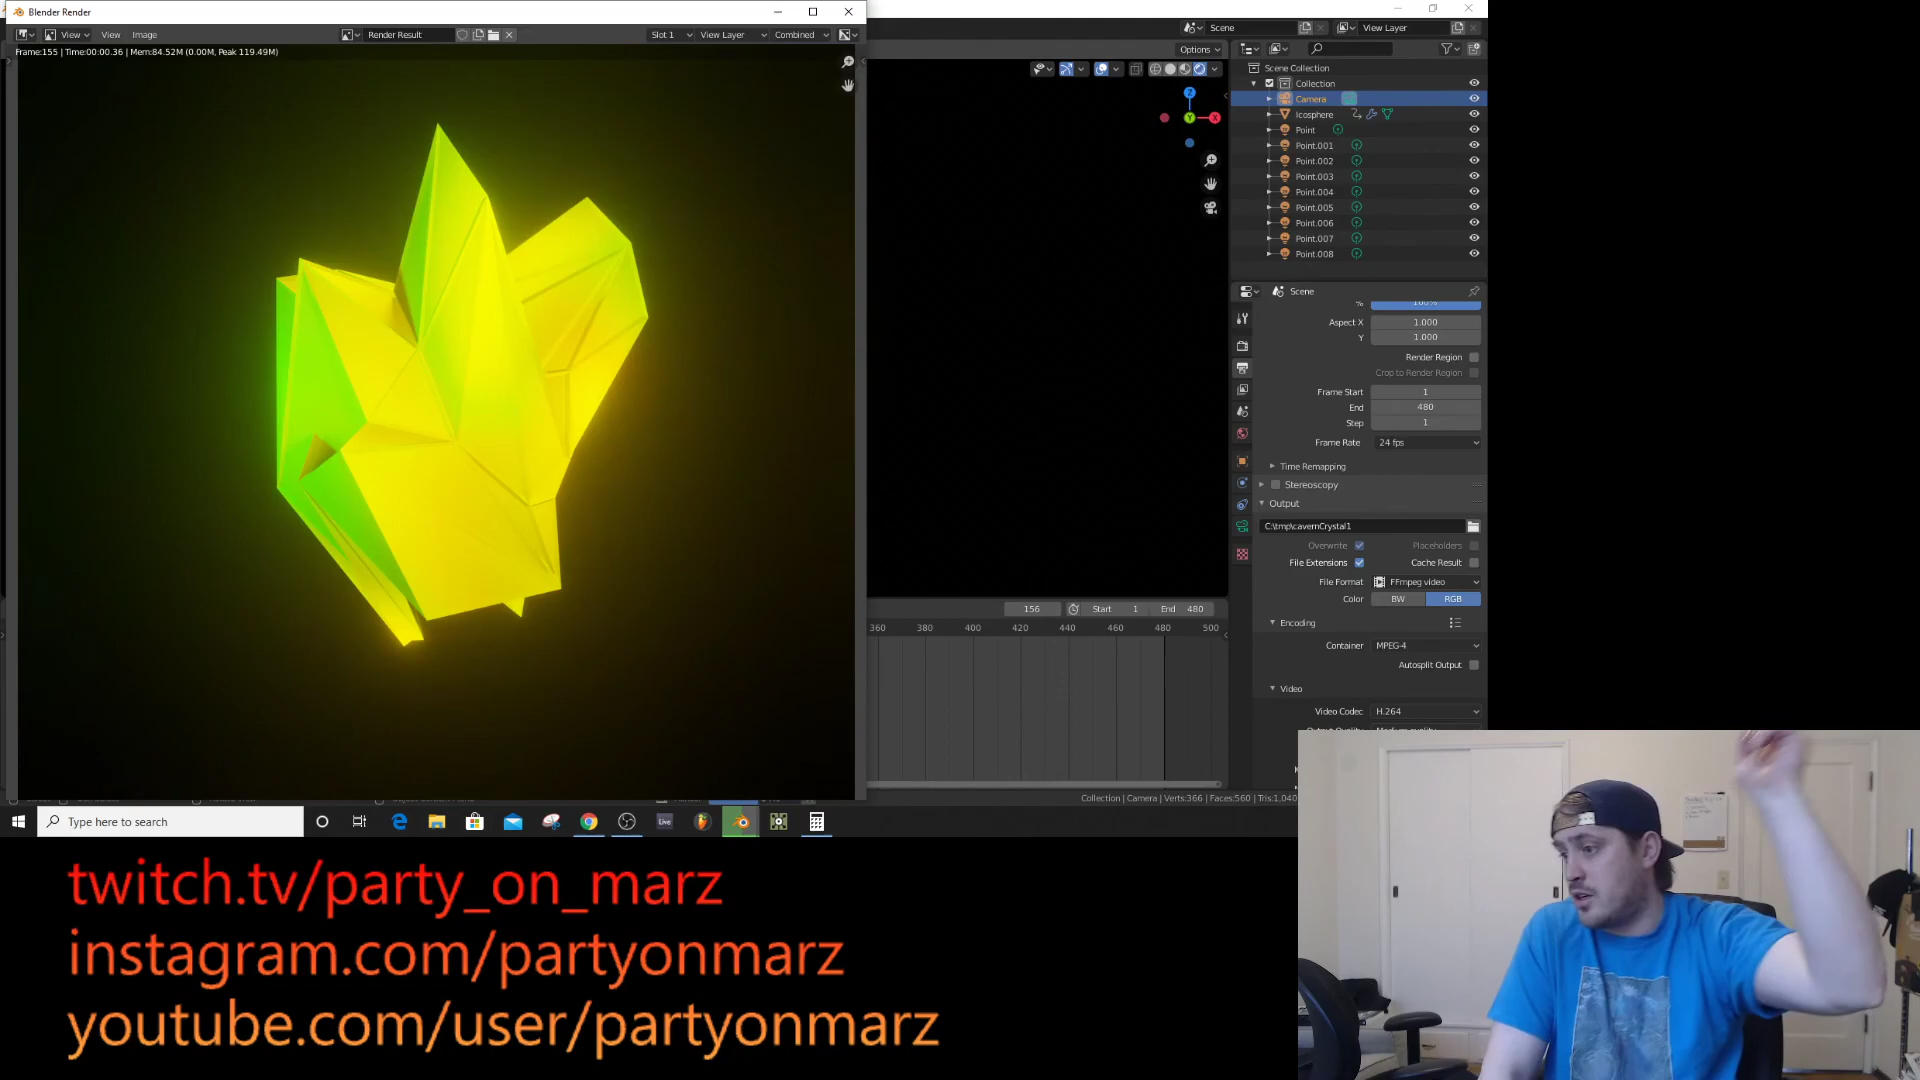 Blender Render
View
View
Image
Render Result
Slot 1
View Layer
Combined
Frame:155 | Time:00:00.36 | Mem:84.52M (0.00M, Peak 119.49M)
Scene
View Layer
Options
Z
Y
X
Scene Collection
Collection
Camera
Icosphere
Point
Point.001
Point.002
Point.003
Point.004
Point.005
Point.006
Point.007
Point.008
Scene
%
100%
Aspect X
1.000
Y
1.000
Render Region
Crop to Render Region
Frame Start
1
End
480
Step
1
Frame Rate
24 fps
Time Remapping
Stereoscopy
Output
C:\tmp\cavernCrystal1
Overwrite
Placeholders
File Extensions
Cache Result
File Format
FFmpeg video
Color
BW
RGB
Encoding
Container
MPEG-4
Autosplit Output
Video
Video Codec
H.264
156
Start
1
End
480
360
380
400
420
440
460
480
500
Collection | Camera | Verts:366 | Faces:560 | Tris:1,040
Type here to search
Live
twitch.tv/party_on_marz
instagram.com/partyonmarz
youtube.com/user/partyonmarz